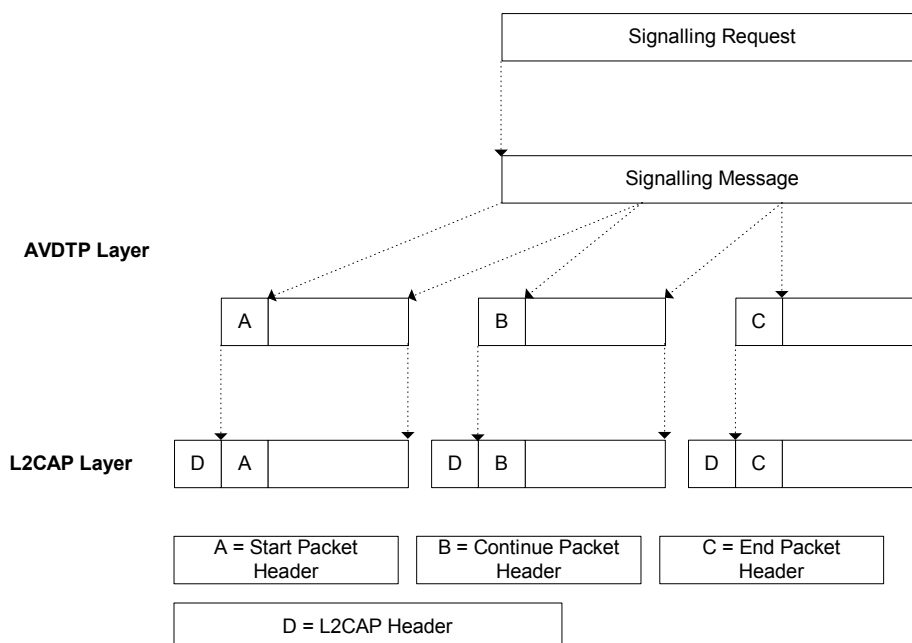 Signalling Request
Signalling Message
AVDTP Layer
A
B
C
L2CAP Layer
D A
D B
D C
A = Start Packet
Header
B = Continue Packet
Header
C = End Packet
Header
D = L2CAP Header